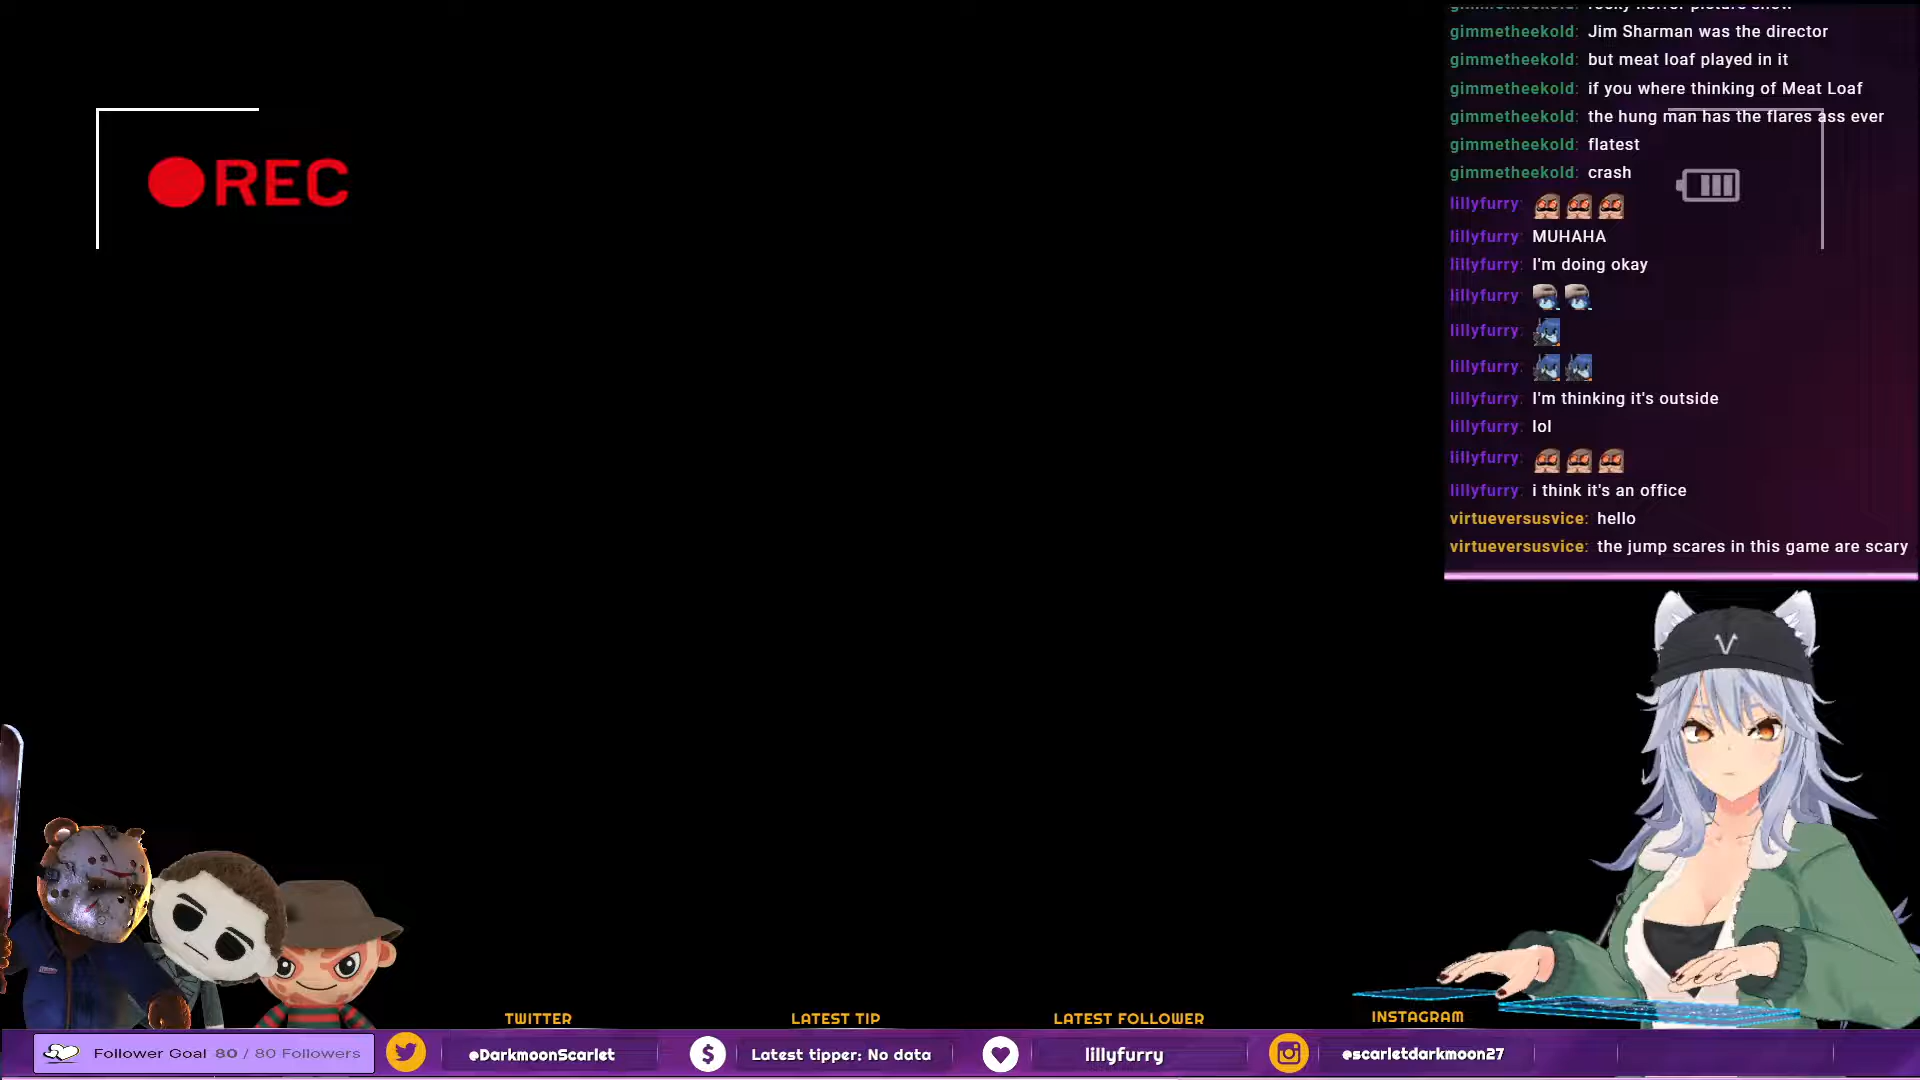 rocky horror picture show
gimmetheekold: Jim Sharman was the director
gimmetheekold: but meat loaf played in it
gimmetheekold: if you where thinking of Meat Loaf
gimmetheekold: the hung man has the flares ass ever
gimmetheekold: flatest
gimmetheekold: crash
lillyfurry:
lillyfurry: MUHAHA
lillyfurry: I'm doing okay
lillyfurry:
lillyfurry:
lillyfurry:
lillyfurry: I'm thinking it's outside
lillyfurry: lol
lillyfurry:
lillyfurry: i think it's an office
virtueversusvice: hello
virtueversusvice: the jump scares in this game are scary
REC
V
TWITTER
LATEST TIP
LATEST FOLLOWER
INSTAGRAM
Follower Goal 80 / 80 Followers
@DarkmoonScarlet
$
Latest tipper: No data
lillyfurry
@scarletdarkmoon27